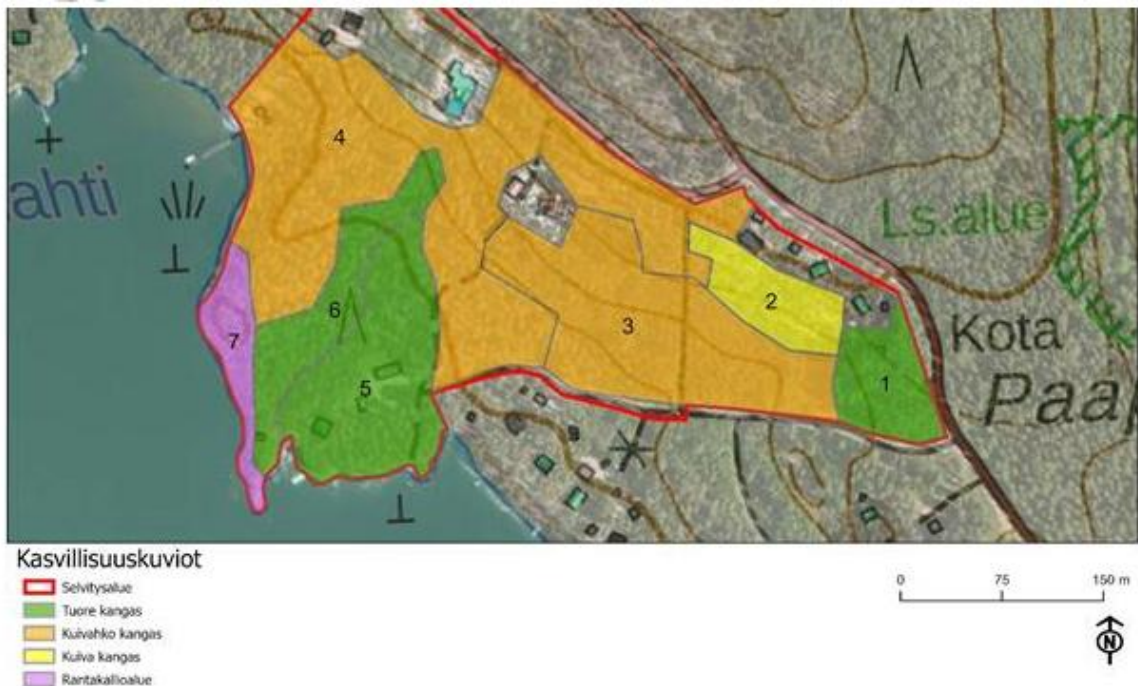 4
ahti
Ls.alue
2
6
3
7
Kota
5
1
Paa
Kasvillisuuskuviot
Selvitysalue
Tuore kangas
Kuivahko kangas
Kuiva kangas
Rantakallioalue
0 75 150 m
N